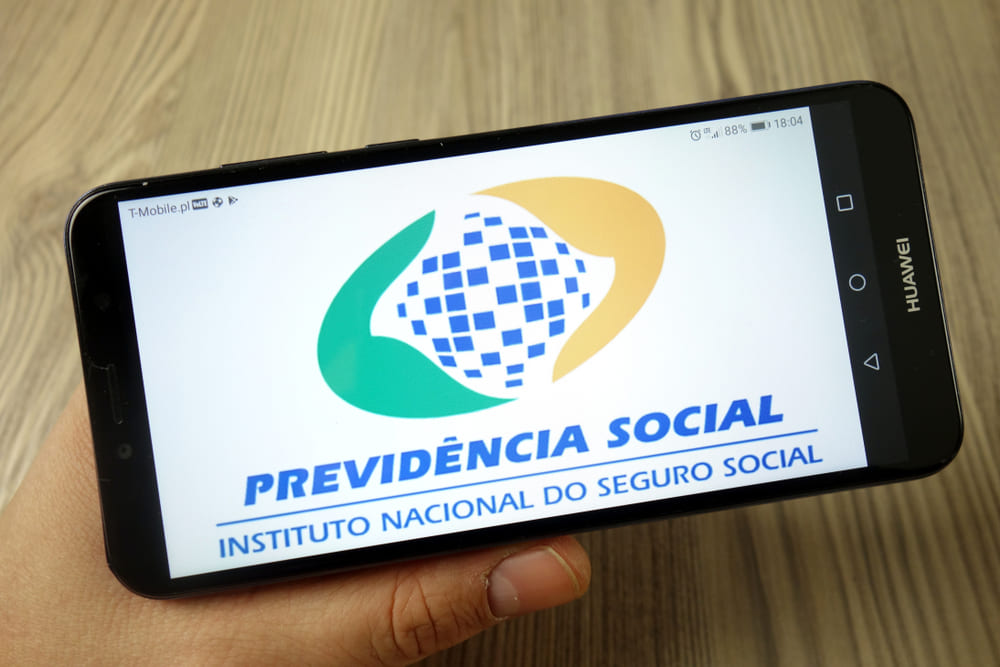 T-Mobile.pl
88% 18:04
PREVIDÊNCIA SOCIAL
INSTITUTO NACIONAL DO SEGURO SOCIAL
HUAWEI